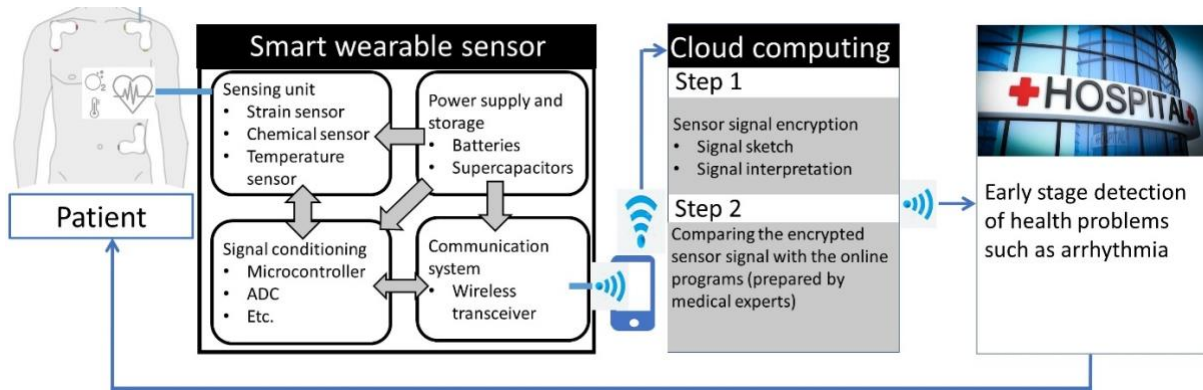 Patient
Smart wearable sensor
Sensing unit
• Strain sensor
• Chemical sensor
• Temperature
sensor
Power supply and
storage
• Batteries
• Supercapacitors
Signal conditioning
• Microcontroller
• ADC
• Etc.
Communication
system
• Wireless
transceiver
Cloud computing
Step 1
Sensor signal encryption
• Signal sketch
• Signal interpretation
Step 2
Comparing the encrypted
sensor signal with the online
programs (prepared by
medical experts)
HOSPITAL
Early stage detection
of health problems
such as arrhythmia